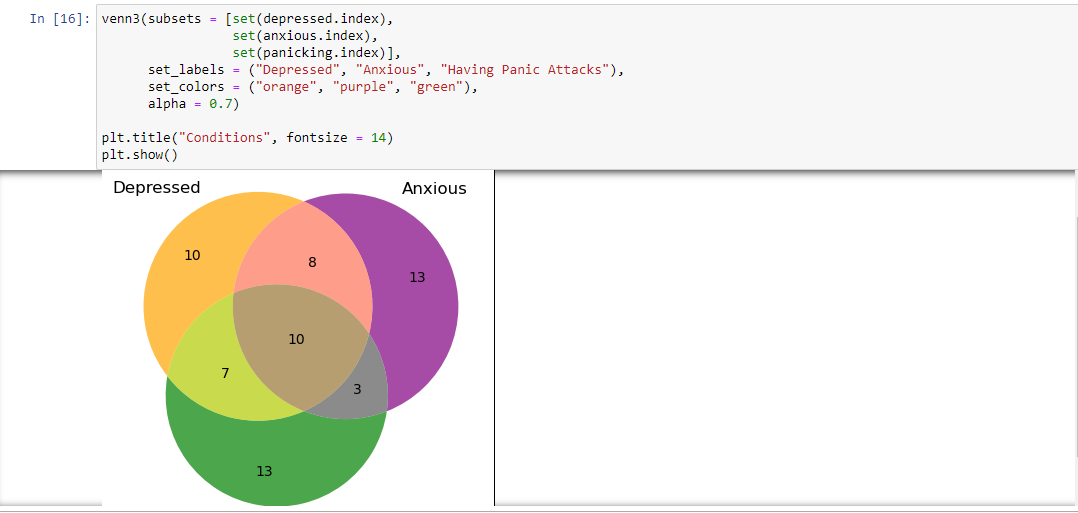 In [16]: venn3(subsets = [set(depressed.index),
set(anxious.index),
set(panicking.index)],
set_labels = ("Depressed", "Anxious", "Having Panic Attacks"),
set_colors = ("orange", "purple", "green"),
alpha = 0.7)
plt.title("Conditions", fontsize = 14)
plt.show()
Depressed
Anxious
10
8
13
10
7
3
13